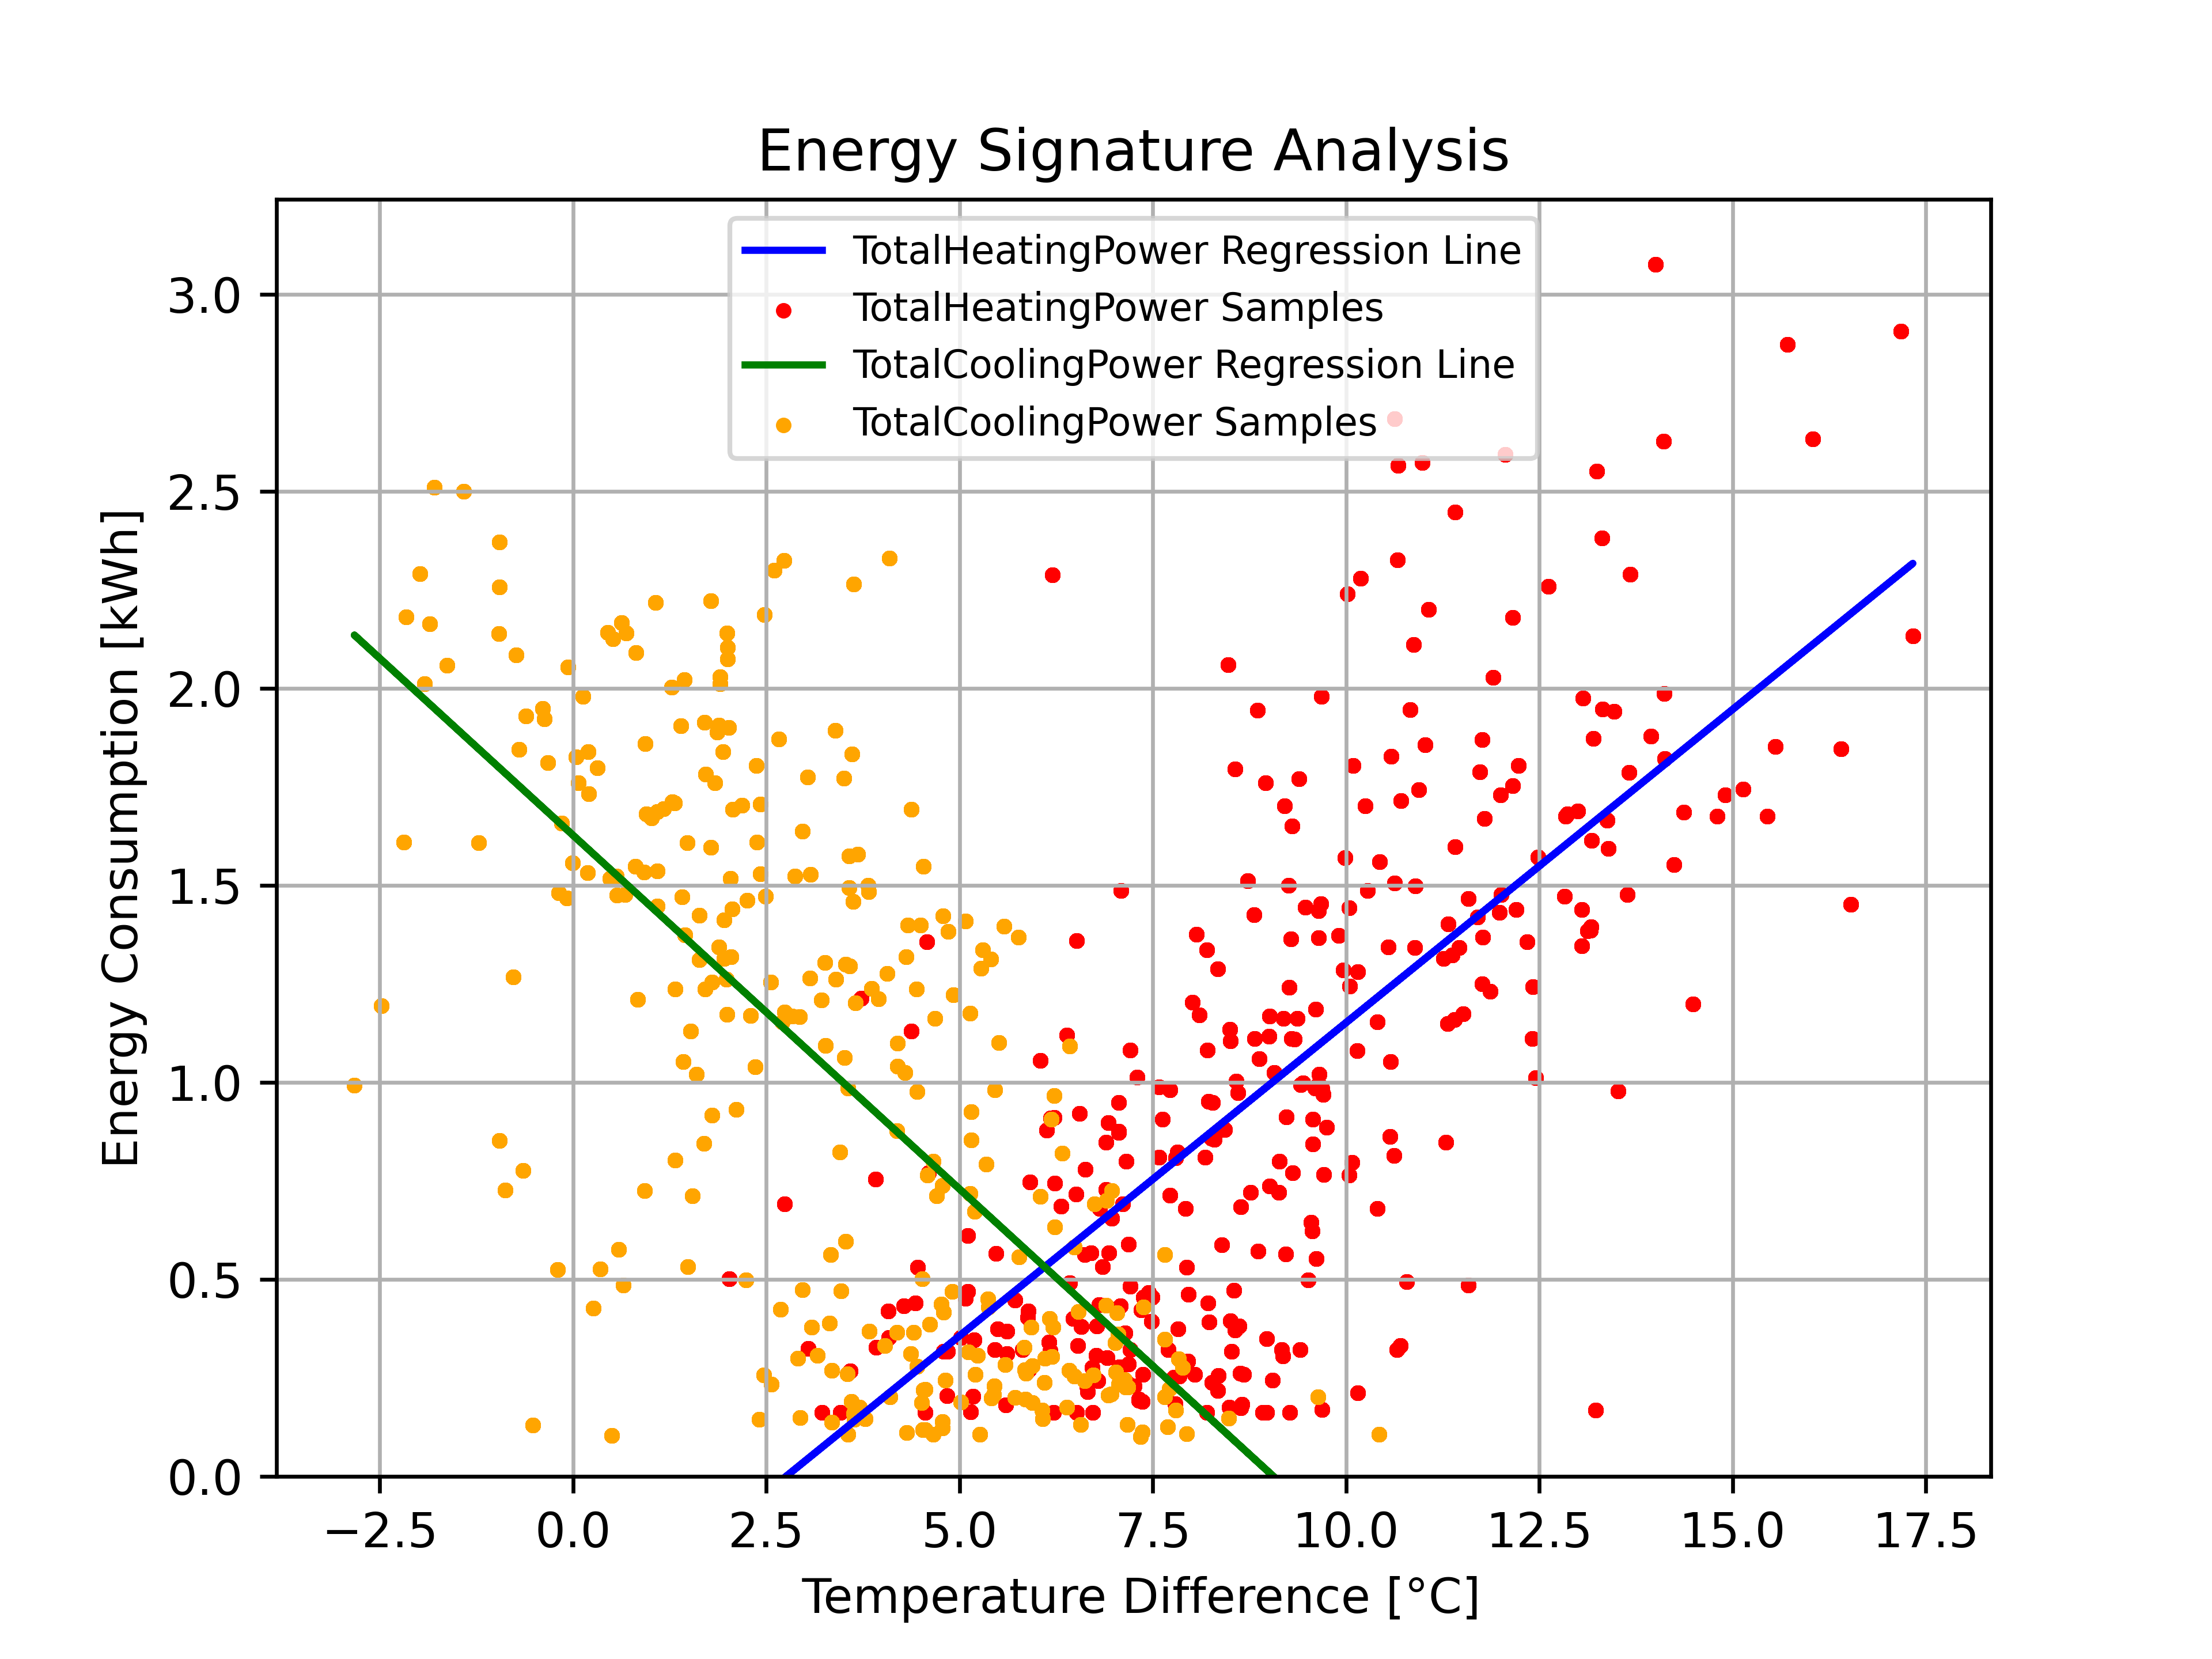 Energy Signature Analysis
TotalHeatingPower Regression Line
TotalHeatingPower Samples
TotalCoolingPower Regression Line
TotalCoolingPower Samples
3.0
2.5
2.0
1.5
1.0
0.5
0.0
Energy Consumption [kWh]
−2.5 0.0 2.5 5.0 7.5 10.0 12.5 15.0 17.5
Temperature Difference [°C]